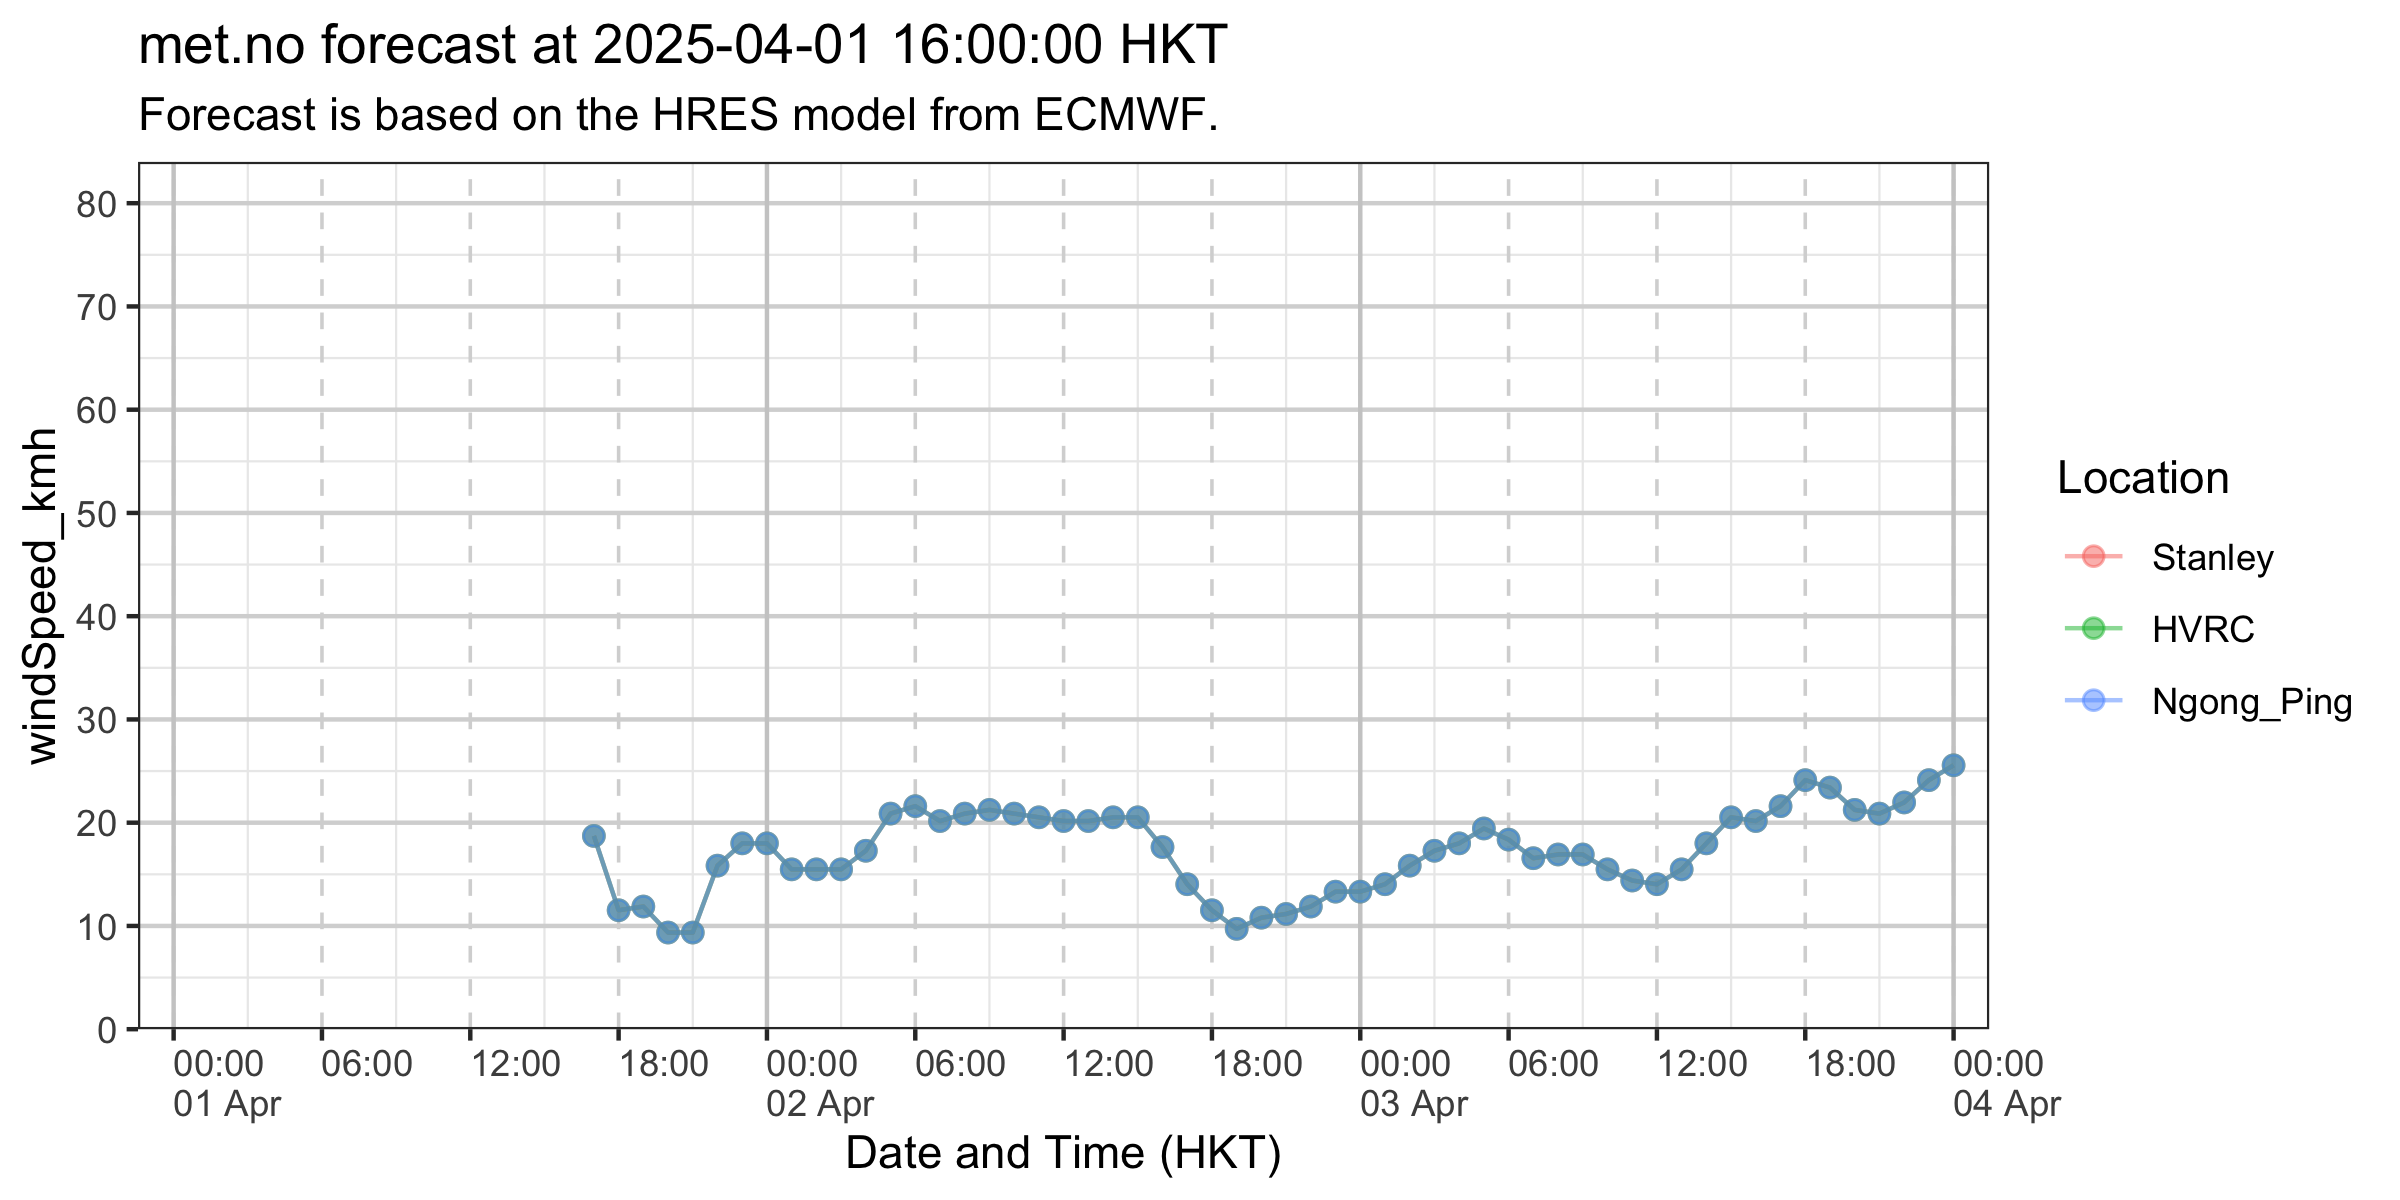 met.no forecast at 2025-04-01 16:00:00 HKT
Forecast is based on the HRES model from ECMWF.
windSpeed_kmh
80
70
60
50
40
30
20
10
0
00:00 06:00 12:00 18:00 00:00 06:00 12:00 18:00 00:00 06:00 12:00 18:00 00:00
01 Apr 02 Apr 03 Apr 04 Apr
Date and Time (HKT)
Location
Stanley
HVRC
Ngong_Ping